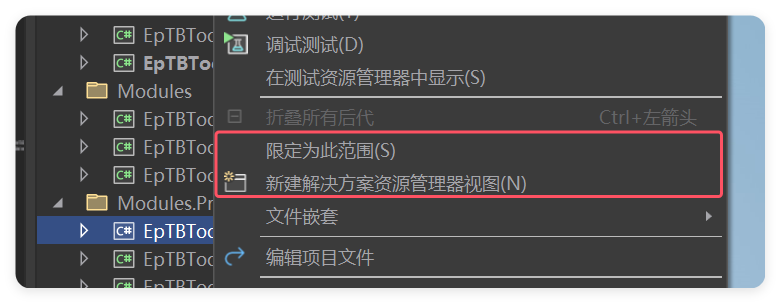 EpTBToo
调试测试(D)
EpTBToo
在测试资源管理器中显示(S)
Modules
折叠所有后代 Ctrl+左箭头
EpTBToo
限定为此范围(S)
EpTBToo
新建解决方案资源管理器视图(N)
EpTBToo
Modules.Pr
文件嵌套
EpTBToo
编辑项目文件
EpTBToo
EpTBToo